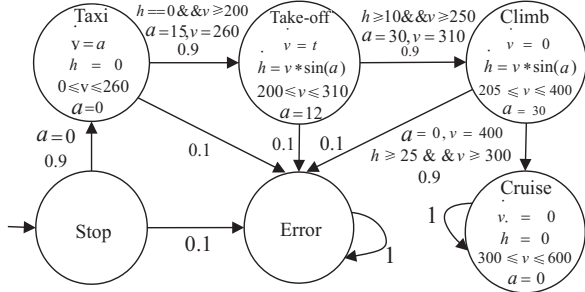 Taxi
v̇=a
ḣ = 0
0≤v≤260
a=0
h==0&&v≥200
a=15,v=260
0.9
Take-off
v̇ = t
ḣ=v*sin(a)
200≤v≤310
a=12
h≥10&&v≥250
a=30,v=310
0.9
Climb
v̇ = 0
ḣ=v*sin(a)
205≤v≤400
a = 30
a=0
0.9
0.1
0.1
0.1
a = 0, v = 400
h≥25 & &v≥300
0.9
Stop
0.1
Error
1
1
Cruise
v̇. = 0
h = 0
300≤v≤600
a=0